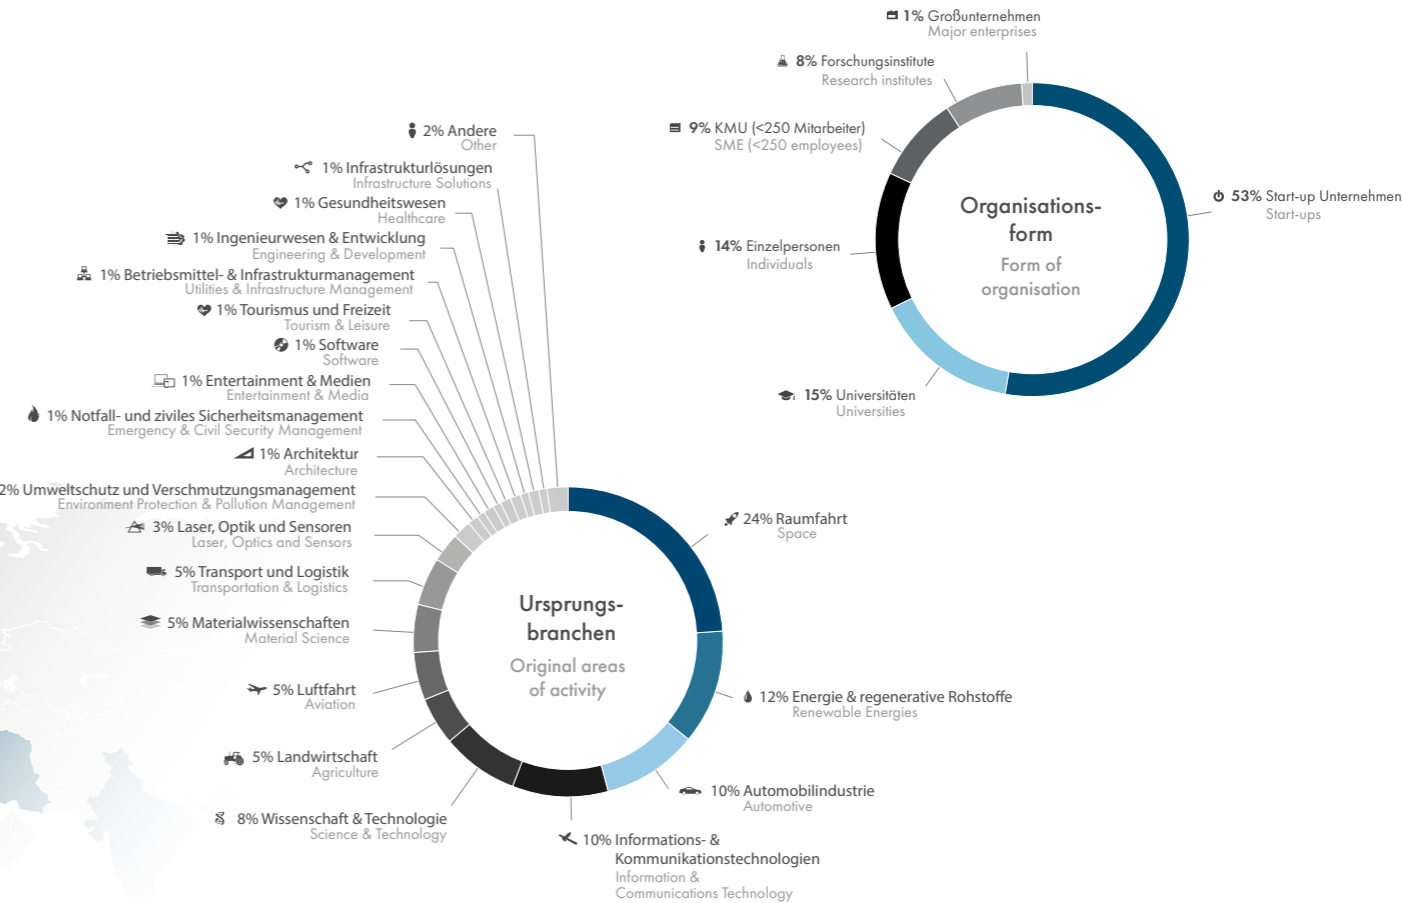 1% Großunternehmen
Major enterprises
8% Forschungsinstitute
Research institutes
9% KMU (<250 Mitarbeiter)
SME (<250 employees)
53% Start-up Unternehmen
Start-ups
Organisations-
form
Form of
organisation
14% Einzelpersonen
Individuals
15% Universitäten
Universities
2% Andere
Other
1% Infrastrukturlösungen
Infrastructure Solutions
1% Gesundheitswesen
Healthcare
1% Ingenieurwesen & Entwicklung
Engineering & Development
1% Betriebsmittel- & Infrastrukturmanagement
Utilities & Infrastructure Management
1% Tourismus und Freizeit
Tourism & Leisure
1% Software
Software
1% Entertainment & Medien
Entertainment & Media
1% Notfall- und ziviles Sicherheitsmanagement
Emergency & Civil Security Management
1% Architektur
Architecture
2% Umweltschutz und Verschmutzungsmanagement
Environment Protection & Pollution Management
3% Laser, Optik und Sensoren
Laser, Optics and Sensors
5% Transport und Logistik
Transportation & Logistics
5% Materialwissenschaften
Material Science
5% Luftfahrt
Aviation
5% Landwirtschaft
Agriculture
8% Wissenschaft & Technologie
Science & Technology
Ursprungs-
branchen
Original areas
of activity
24% Raumfahrt
Space
12% Energie & regenerative Rohstoffe
Renewable Energies
10% Automobilindustrie
Automotive
10% Informations- &
Kommunikationstechnologien
Information &
Communications Technology